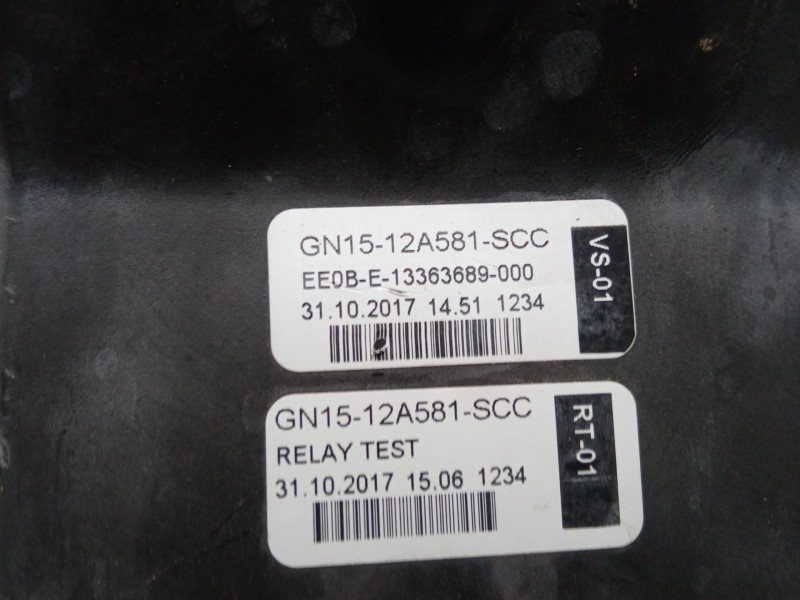 GN15-12A581-SCC
EE0B-E-13363689-000
31.10.2017 14.51 1234
VS-01
GN15-12A581-SCC
RELAY TEST
31.10.2017 15.06 1234
RT-01